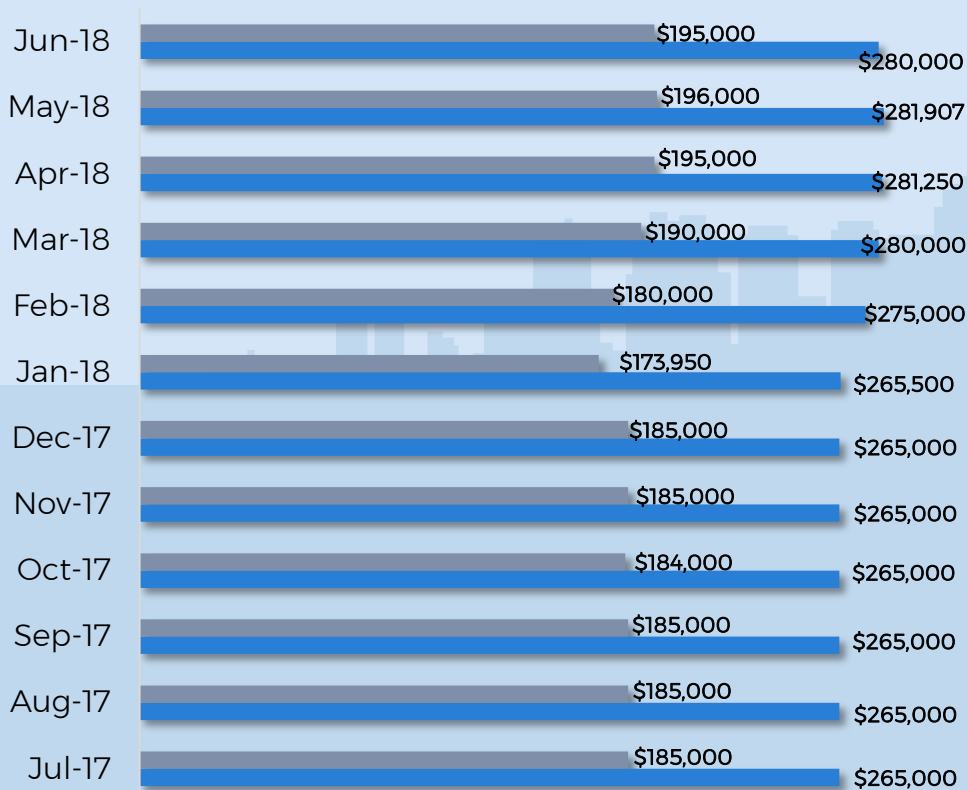 Jun-18
$195,000
$280,000
May-18
$196,000
$281,907
Apr-18
$195,000
$281,250
Mar-18
$190,000
$280,000
Feb-18
$180,000
$275,000
Jan-18
$173,950
$265,500
Dec-17
$185,000
$265,000
Nov-17
$185,000
$265,000
Oct-17
$184,000
$265,000
Sep-17
$185,000
$265,000
Aug-17
$185,000
$265,000
Jul-17
$185,000
$265,000